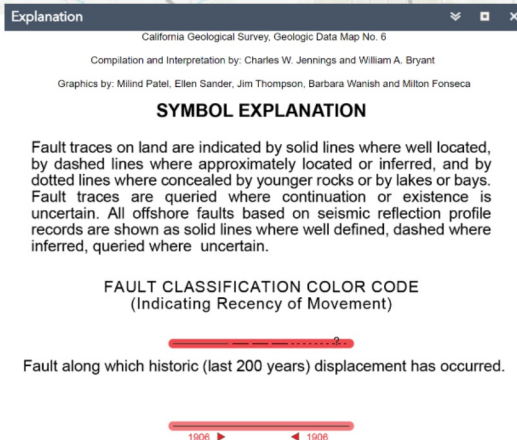 Explanation
California Geological Survey, Geologic Data Map No. 6
Compilation and Interpretation by: Charles W. Jennings and William A. Bryant
Graphics by: Milind Patel, Ellen Sander, Jim Thompson, Barbara Wanish and Milton Fonseca
SYMBOL EXPLANATION
Fault traces on land are indicated by solid lines where well located,
by dashed lines where approximately located or inferred, and by
dotted lines where concealed by younger rocks or by lakes or bays.
Fault traces are queried where continuation or existence is
uncertain. All offshore faults based on seismic reflection profile
records are shown as solid lines where well defined, dashed where
inferred, queried where uncertain.
FAULT CLASSIFICATION COLOR CODE
(Indicating Recency of Movement)
?
Fault along which historic (last 200 years) displacement has occurred.
1906 1906